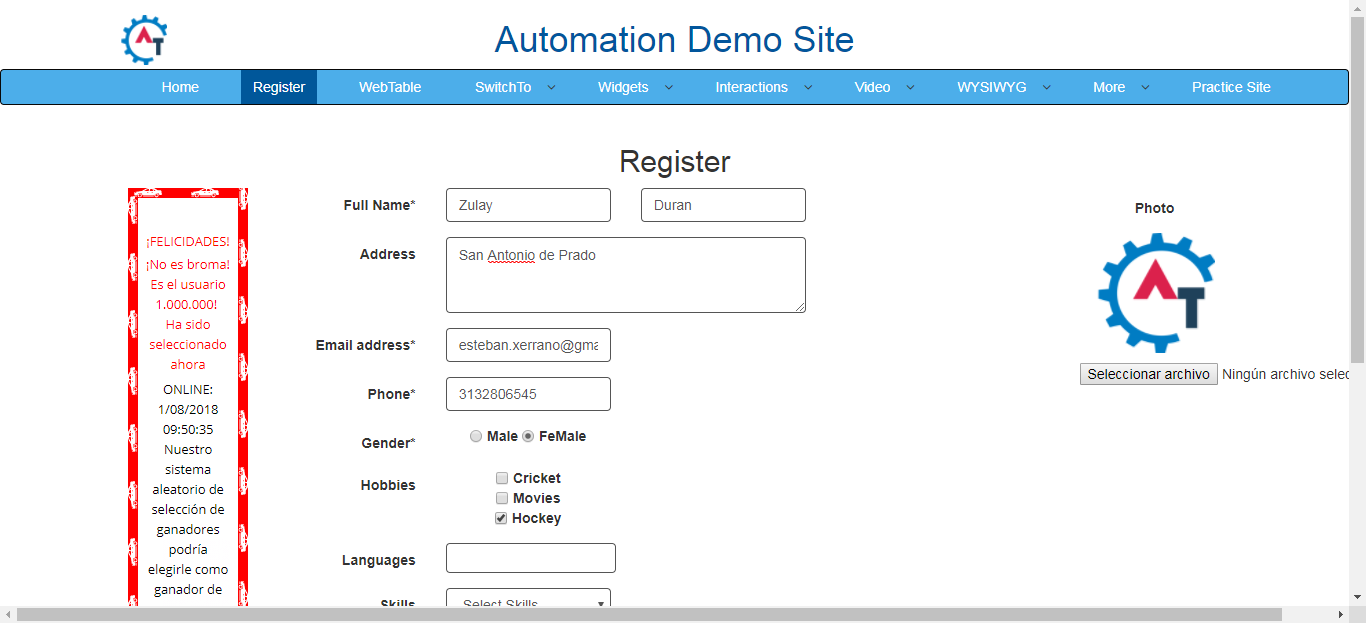 AT
Automation Demo Site
Home Register WebTable SwitchTo Widgets Interactions Video WYSIWYG More Practice Site
Register
¡FELICIDADES!
¡No es broma!
Es el usuario
1.000.000!
Ha sido
seleccionado
ahora
ONLINE:
1/08/2018
09:50:35
Nuestro
sistema
aleatorio de
selección de
ganadores
podría
elegirle como
ganador de
Full Name* Zulay Duran
Address San Antonio de Prado
Email address* esteban.xerrano@gma
Phone* 3132806545
Gender* Male FeMale
Hobbies Cricket
Movies
Hockey
Languages
Skills Select Skills
Photo
AT
Seleccionar archivo Ningún archivo selec